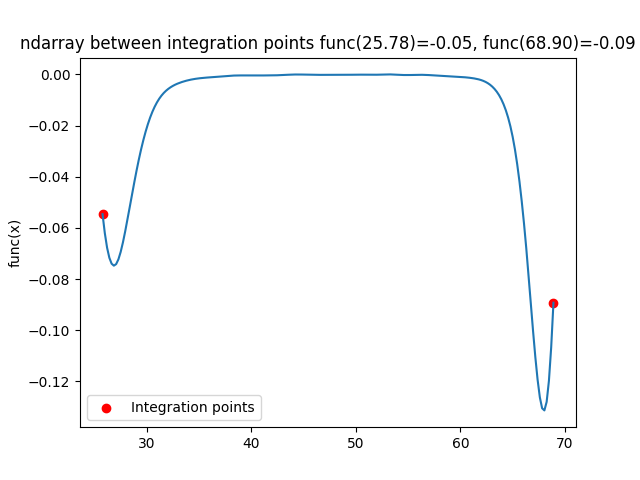 ndarray between integration points func(25.78)=-0.05, func(68.90)=-0.09
0.00
−0.02
−0.04
−0.06
−0.08
−0.10
−0.12
func(x)
Integration points
30 40 50 60 70